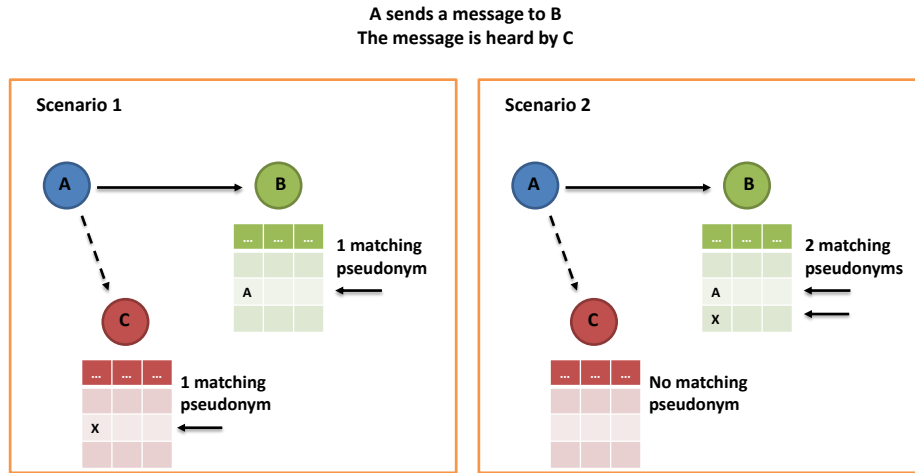 A sends a message to B
The message is heard by C
Scenario 1
A
B
... ... ...
1 matching
pseudonym
A
C
... ... ...
1 matching
pseudonym
X
Scenario 2
A
B
... ... ...
2 matching
pseudonyms
A
X
C
... ... ...
No matching
pseudonym